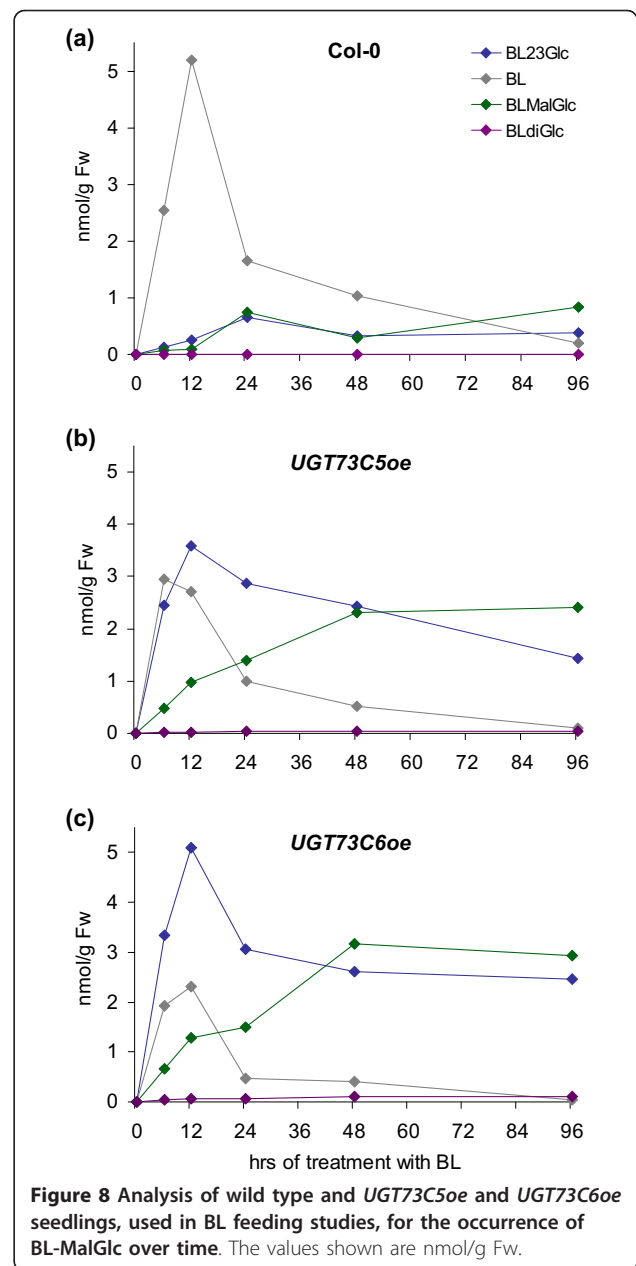 (a)
Col-0
BL23Glc
BL
BLMalGlc
BLdiGlc
nmol/g Fw
5
4
3
2
1
0
0 12 24 36 48 60 72 84 96
(b)
UGT73C5oe
nmol/g Fw
5
4
3
2
1
0
0 12 24 36 48 60 72 84 96
(c)
UGT73C6oe
nmol/g Fw
5
4
3
2
1
0
0 12 24 36 48 60 72 84 96
hrs of treatment with BL
Figure 8 Analysis of wild type and UGT73C5oe and UGT73C6oe
seedlings, used in BL feeding studies, for the occurrence of
BL-MalGlc over time. The values shown are nmol/g Fw.